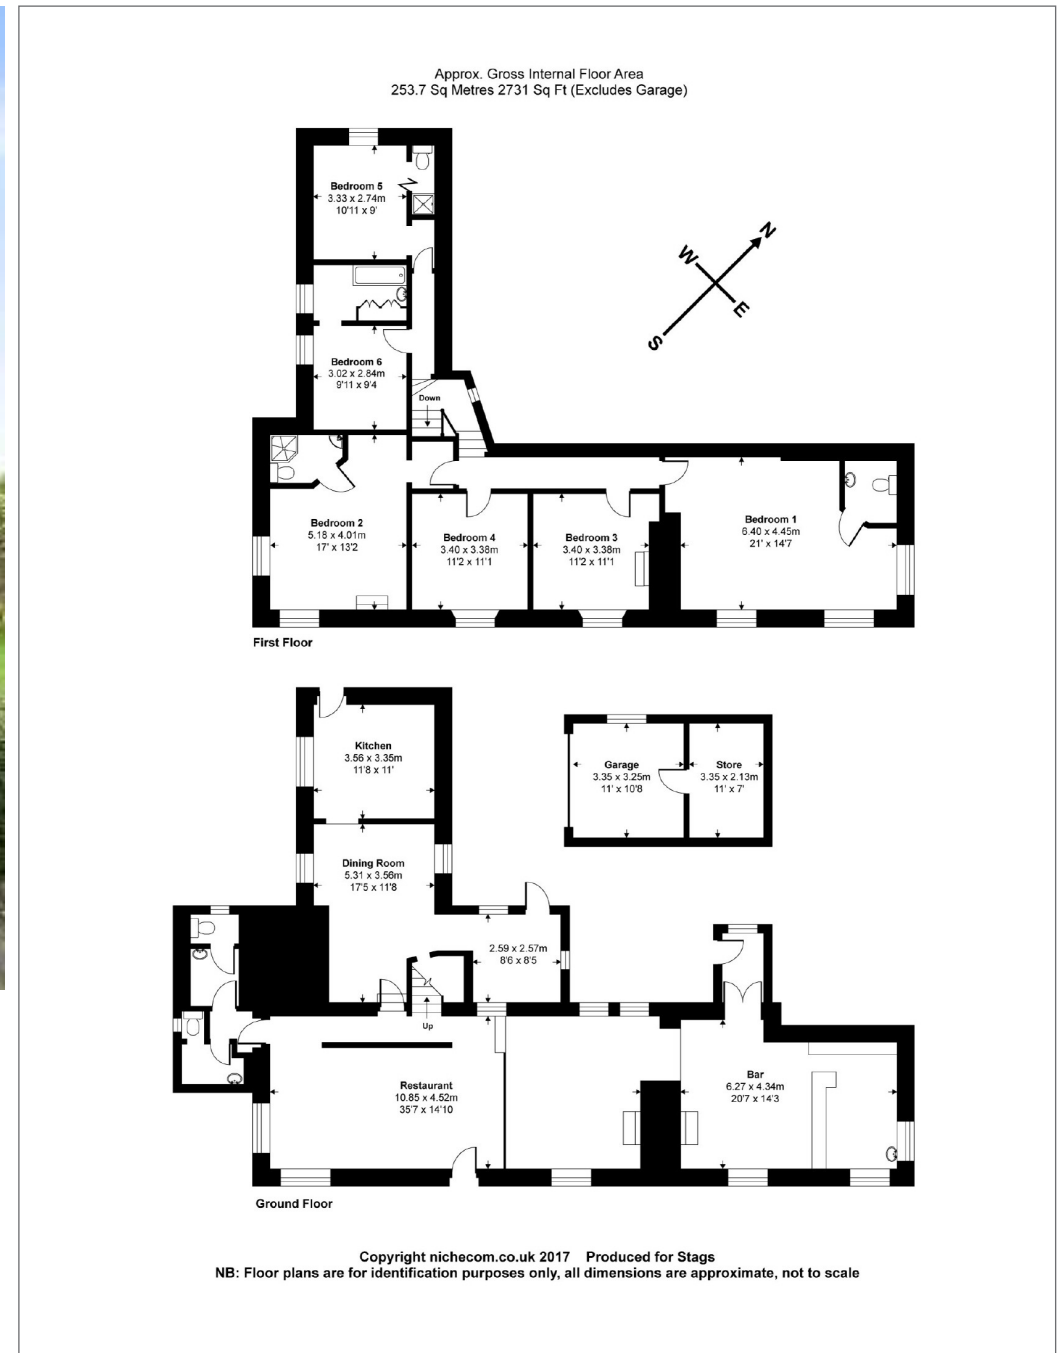 Approx. Gross Internal Floor Area
253.7 Sq Metres 2731 Sq Ft (Excludes Garage)
Bedroom 5
3.33 x 2.74m
10'11 x 9'
N
W
E
S
Bedroom 6
3.02 x 2.84m
9'11 x 9'4
Down
Bedroom 2
5.18 x 4.01m
17' x 13'2
Bedroom 4
3.40 x 3.38m
11'2 x 11'1
Bedroom 3
3.40 x 3.38m
11'2 x 11'1
Bedroom 1
6.40 x 4.45m
21' x 14'7
First Floor
Kitchen
3.56 x 3.35m
11'8 x 11'
Garage
3.35 x 3.25m
11' x 10'8
Store
3.35 x 2.13m
11' x 7'
Dining Room
5.31 x 3.56m
17'5 x 11'8
2.59 x 2.57m
8'6 x 8'5
Up
Restaurant
10.85 x 4.52m
35'7 x 14'10
Bar
6.27 x 4.34m
20'7 x 14'3
Ground Floor
Copyright nichecom.co.uk 2017 Produced for Stags
NB: Floor plans are for identification purposes only, all dimensions are approximate, not to scale